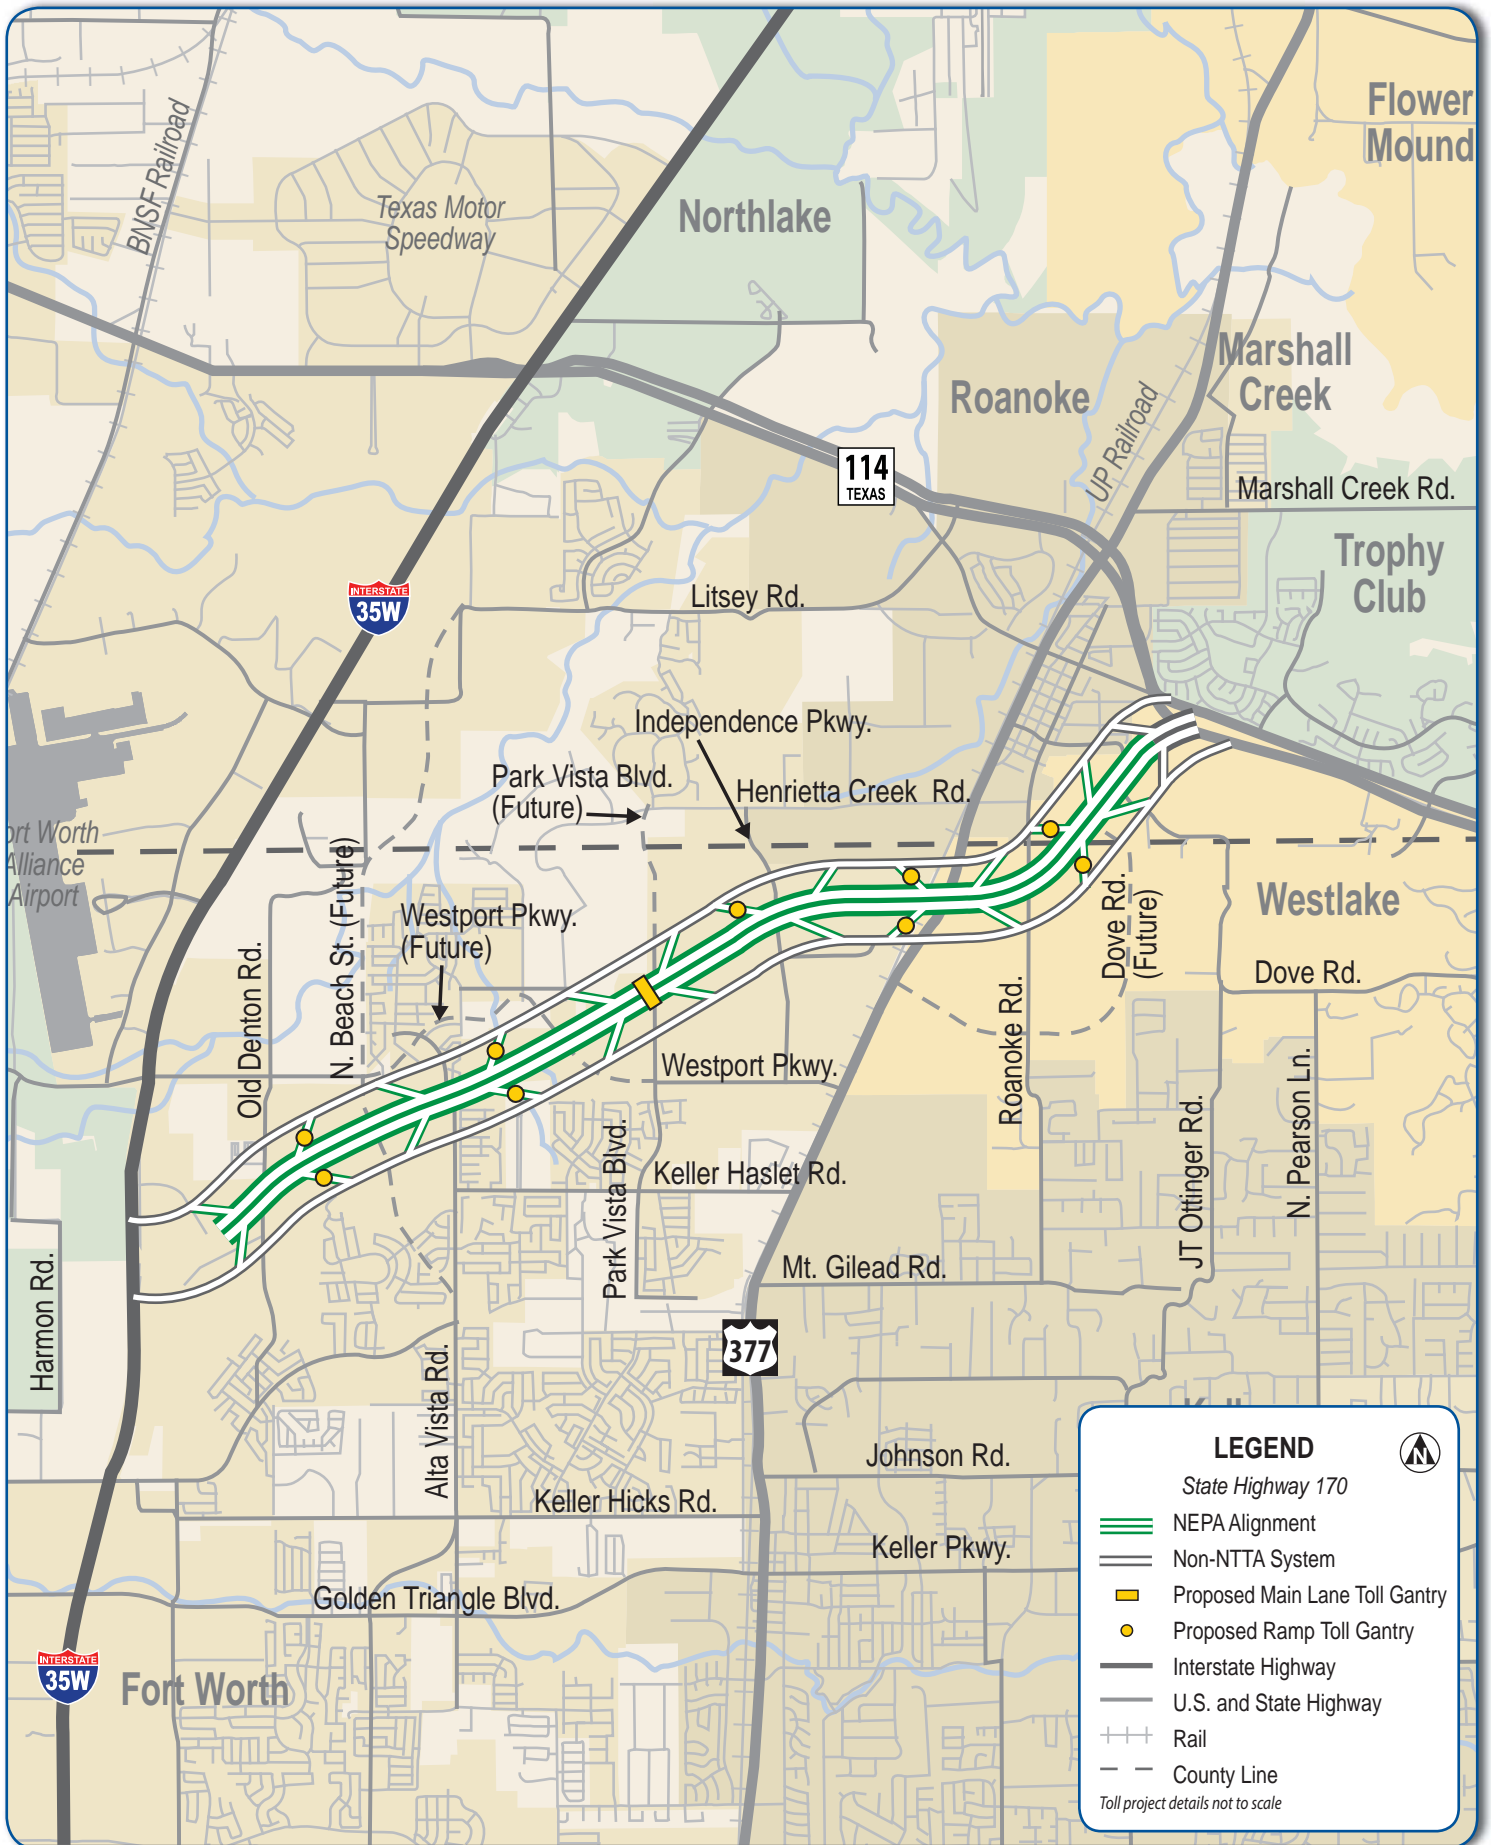 Flower
Mound
BNSF Railroad
Texas Motor
Speedway
Northlake
Marshall
Creek
Roanoke
UP Railroad
114
TEXAS
Marshall Creek Rd.
Trophy
Club
INTERSTATE
35W
Litsey Rd.
Independence Pkwy.
Park Vista Blvd.
(Future)
Henrietta Creek Rd.
ort Worth
Alliance
Airport
N. Beach St. (Future)
Westport Pkwy.
(Future)
Old Denton Rd.
Dove Rd.
(Future)
Westlake
Dove Rd.
Roanoke Rd.
Westport Pkwy.
N. Pearson Ln.
JT Ottinger Rd.
Park Vista Blvd.
Keller Haslet Rd.
Harmon Rd.
Mt. Gilead Rd.
377
Alta Vista Rd.
Johnson Rd.
Keller Hicks Rd.
Keller Pkwy.
Golden Triangle Blvd.
INTERSTATE
35W
Fort Worth
LEGEND
N
State Highway 170
NEPA Alignment
Non-NTTA System
Proposed Main Lane Toll Gantry
Proposed Ramp Toll Gantry
Interstate Highway
U.S. and State Highway
Rail
County Line
Toll project details not to scale